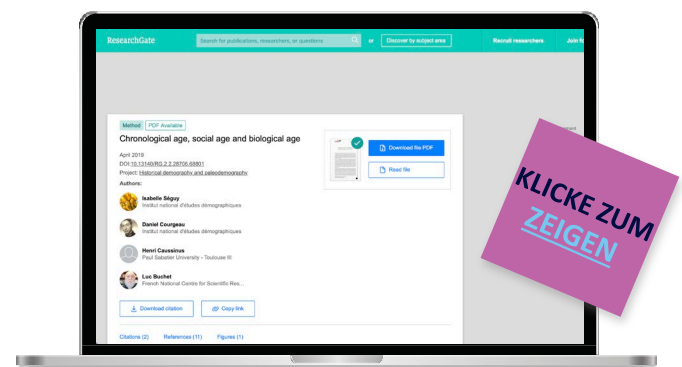 ResearchGate
Search for publications, researchers, or questions
or
Discover by subject area
Recruit researchers
Join fo
Method
PDF Available
Chronological age, social age and biological age
April 2019
DOI:10.13140/RG.2.2.28706.68801
Project: Historical demography and paleodemography
Authors:
Isabelle Séguy
Institut national d'études démographiques
Daniel Courgeau
Institut national d'études démographiques
Henri Caussinus
Paul Sabatier University - Toulouse III
Luc Buchet
French National Centre for Scientific Res...
Download citation
Copy link
Citations (2)
References (11)
Figures (1)
Download file PDF
Read file
KLICKE ZUM
ZEIGEN